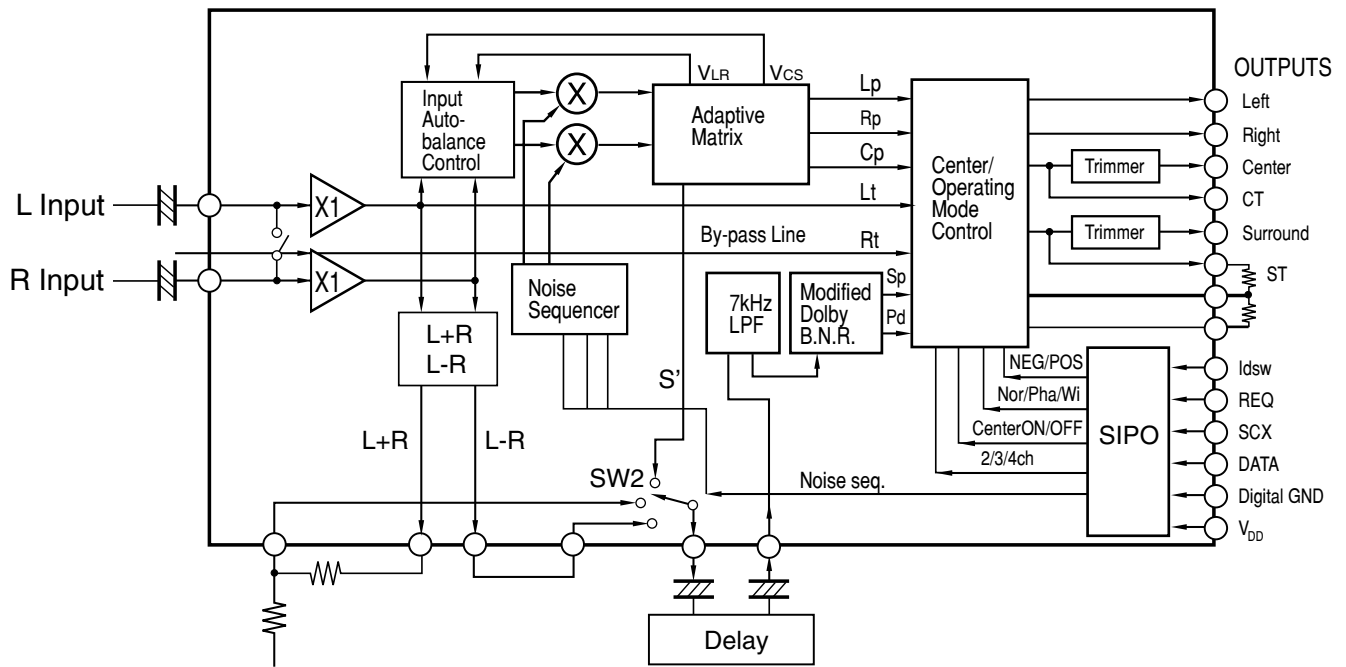 OUTPUTS
VLR
VCS
Input
Auto-
balance
Control
X
X
Adaptive
Matrix
Lp
Rp
Cp
Lt
Rt
Center/
Operating
Mode
Control
Left
Right
Trimmer
Center
CT
Trimmer
Surround
ST
L Input
X1
By-pass Line
R Input
X1
Noise
Sequencer
7kHz
LPF
Modified
Dolby
B.N.R.
Sp
Pd
L+R
L-R
S'
NEG/POS
Nor/Pha/Wi
CenterON/OFF
2/3/4ch
Noise seq.
SIPO
Idsw
REQ
SCX
DATA
Digital GND
VDD
L+R
L-R
SW2
Delay